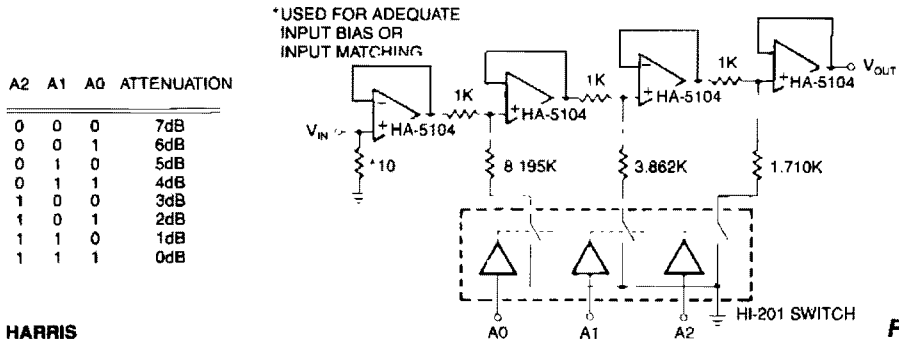 *USED FOR ADEQUATE
INPUT BIAS OR
INPUT MATCHING
A2 A1 A0 ATTENUATION
0 0 0 7dB
0 0 1 6dB
0 1 0 5dB
0 1 1 4dB
1 0 0 3dB
1 0 1 2dB
1 1 0 1dB
1 1 1 0dB
VIN
*10
HA-5104
1K
HA-5104
1K
HA-5104
1K
HA-5104
VOUT
8 195K
3.862K
1.710K
A0 A1 A2
HI-201 SWITCH
HARRIS
F